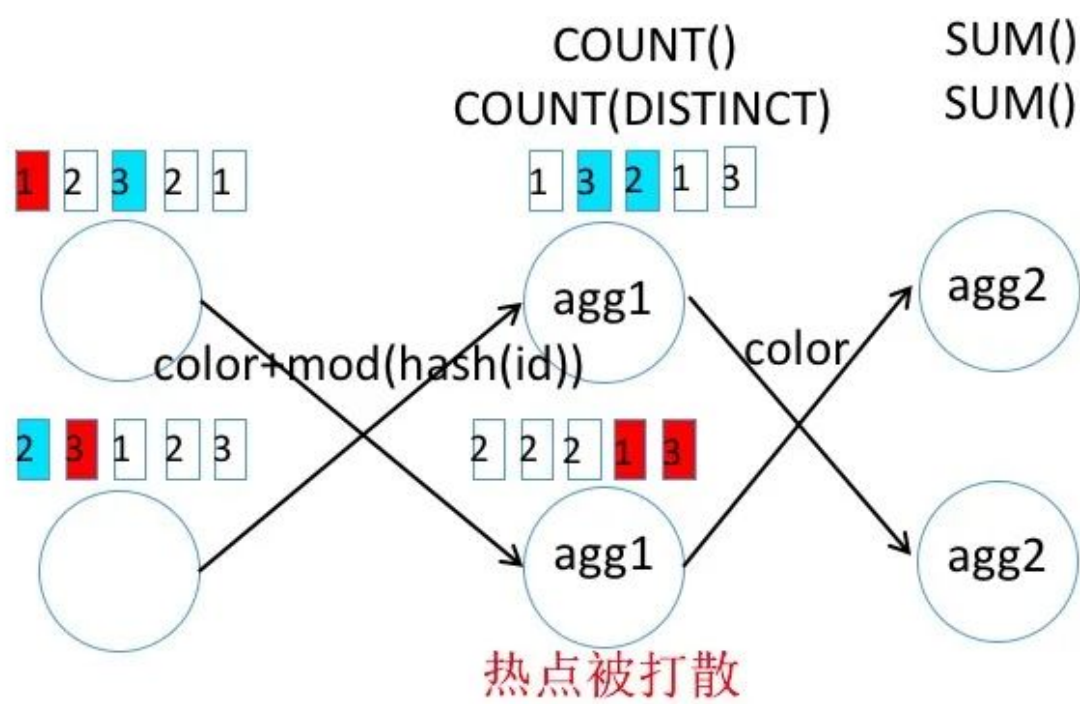 COUNT() SUM()
COUNT(DISTINCT) SUM()
1 2 3 2 1 1 3 2 1 3
agg1 agg2
color+mod(hash(id)) color
2 3 1 2 3 2 2 2 1 3
agg1 agg2
热点被打散